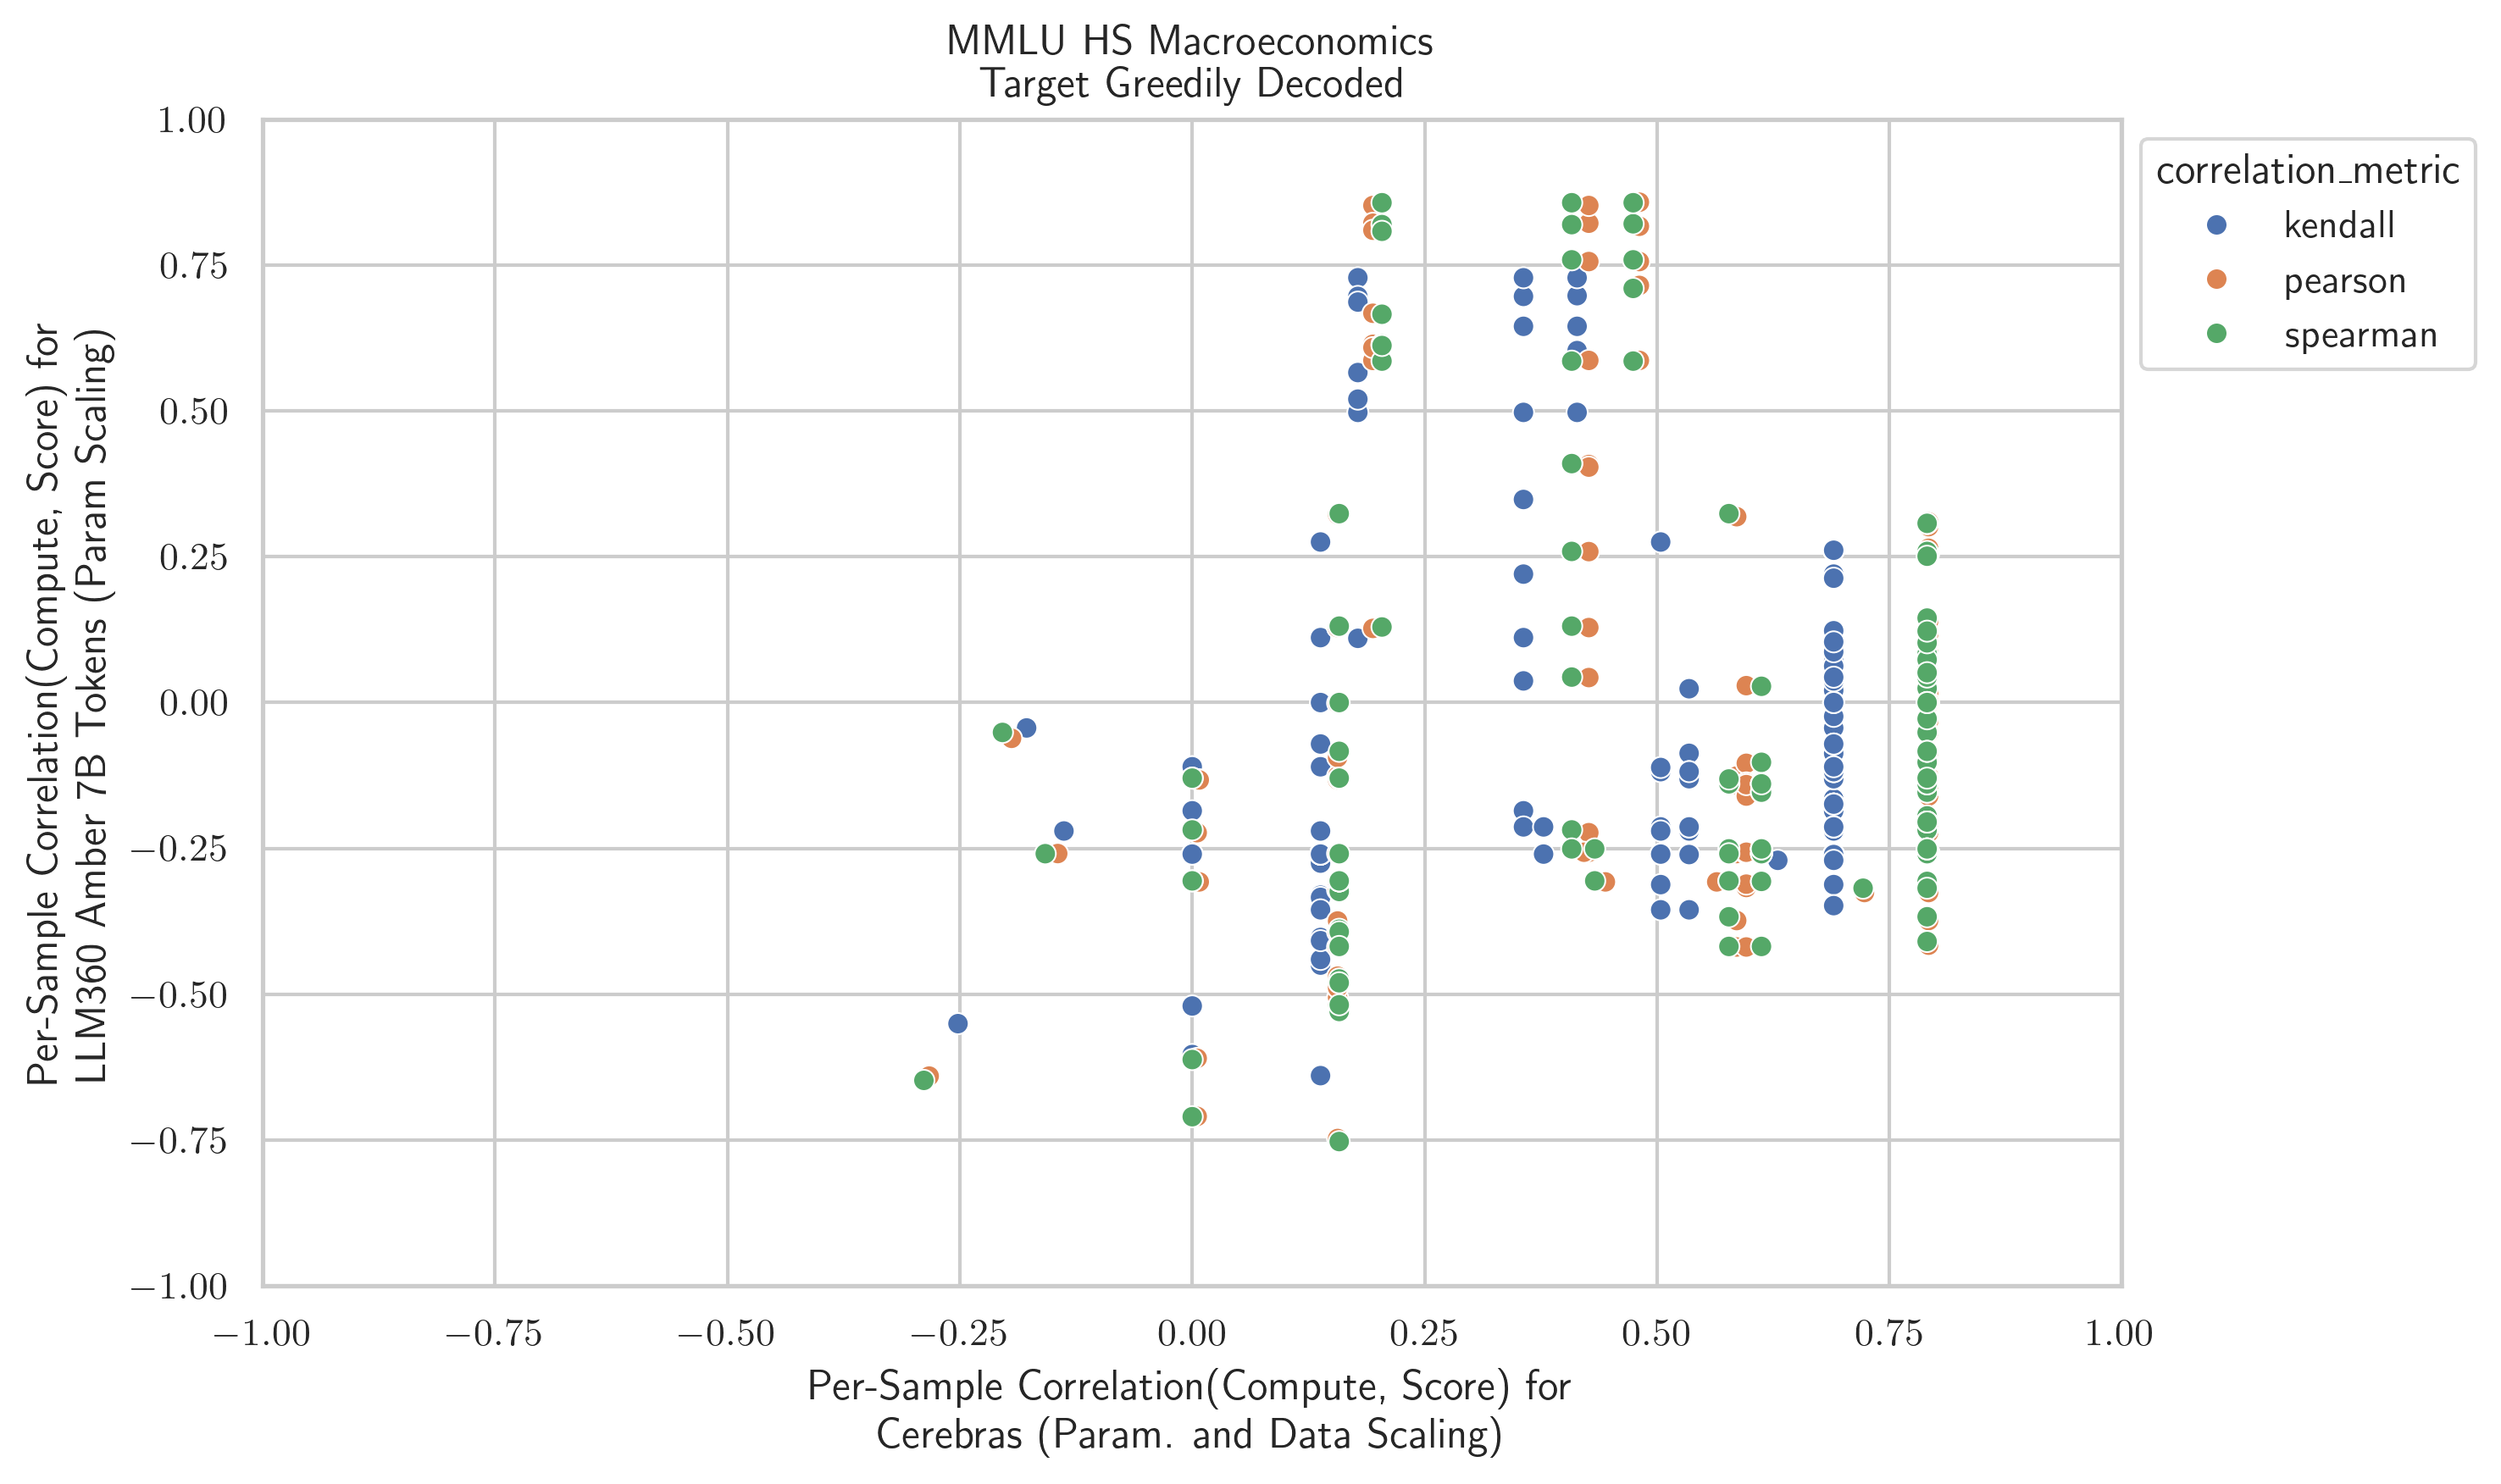 MMLU HS Macroeconomics
Target Greedily Decoded
1.00
0.75
0.50
0.25
0.00
−0.25
−0.50
−0.75
−1.00
Per-Sample Correlation(Compute, Score) for
LLM360 Amber 7B Tokens (Param Scaling)
correlation_metric
kendall
pearson
spearman
−1.00 −0.75 −0.50 −0.25 0.00 0.25 0.50 0.75 1.00
Per-Sample Correlation(Compute, Score) for
Cerebras (Param. and Data Scaling)